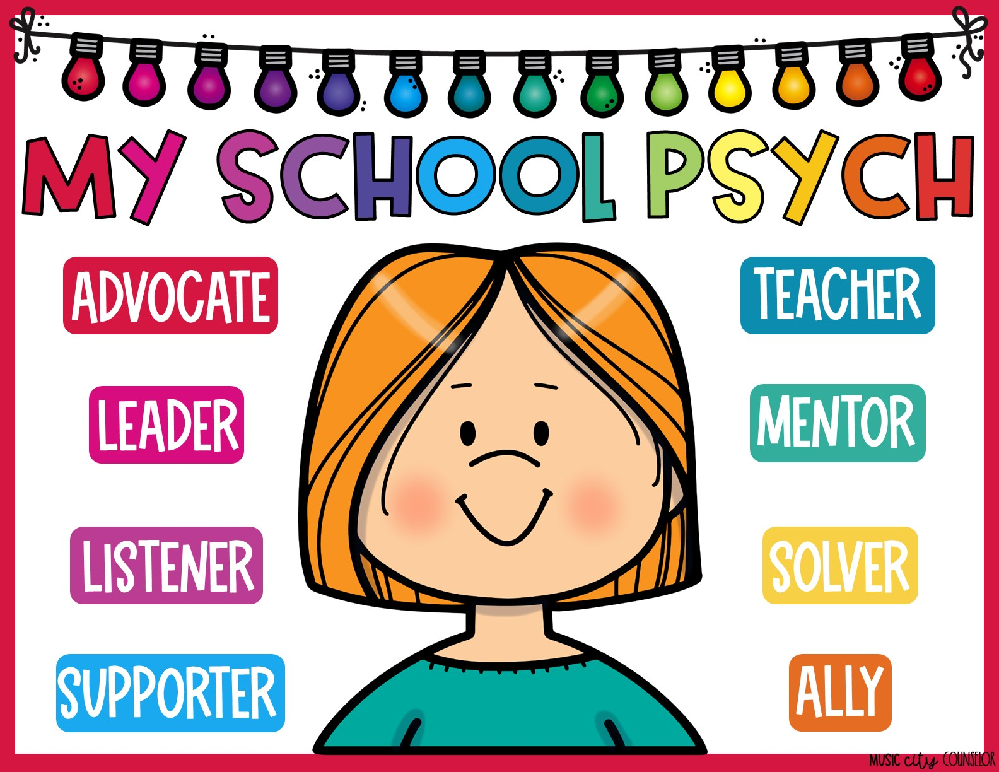 MY SCHOOL PSYCH
ADVOCATE
LEADER
LISTENER
SUPPORTER
TEACHER
MENTOR
SOLVER
ALLY
MUSIC city COUNSELOR